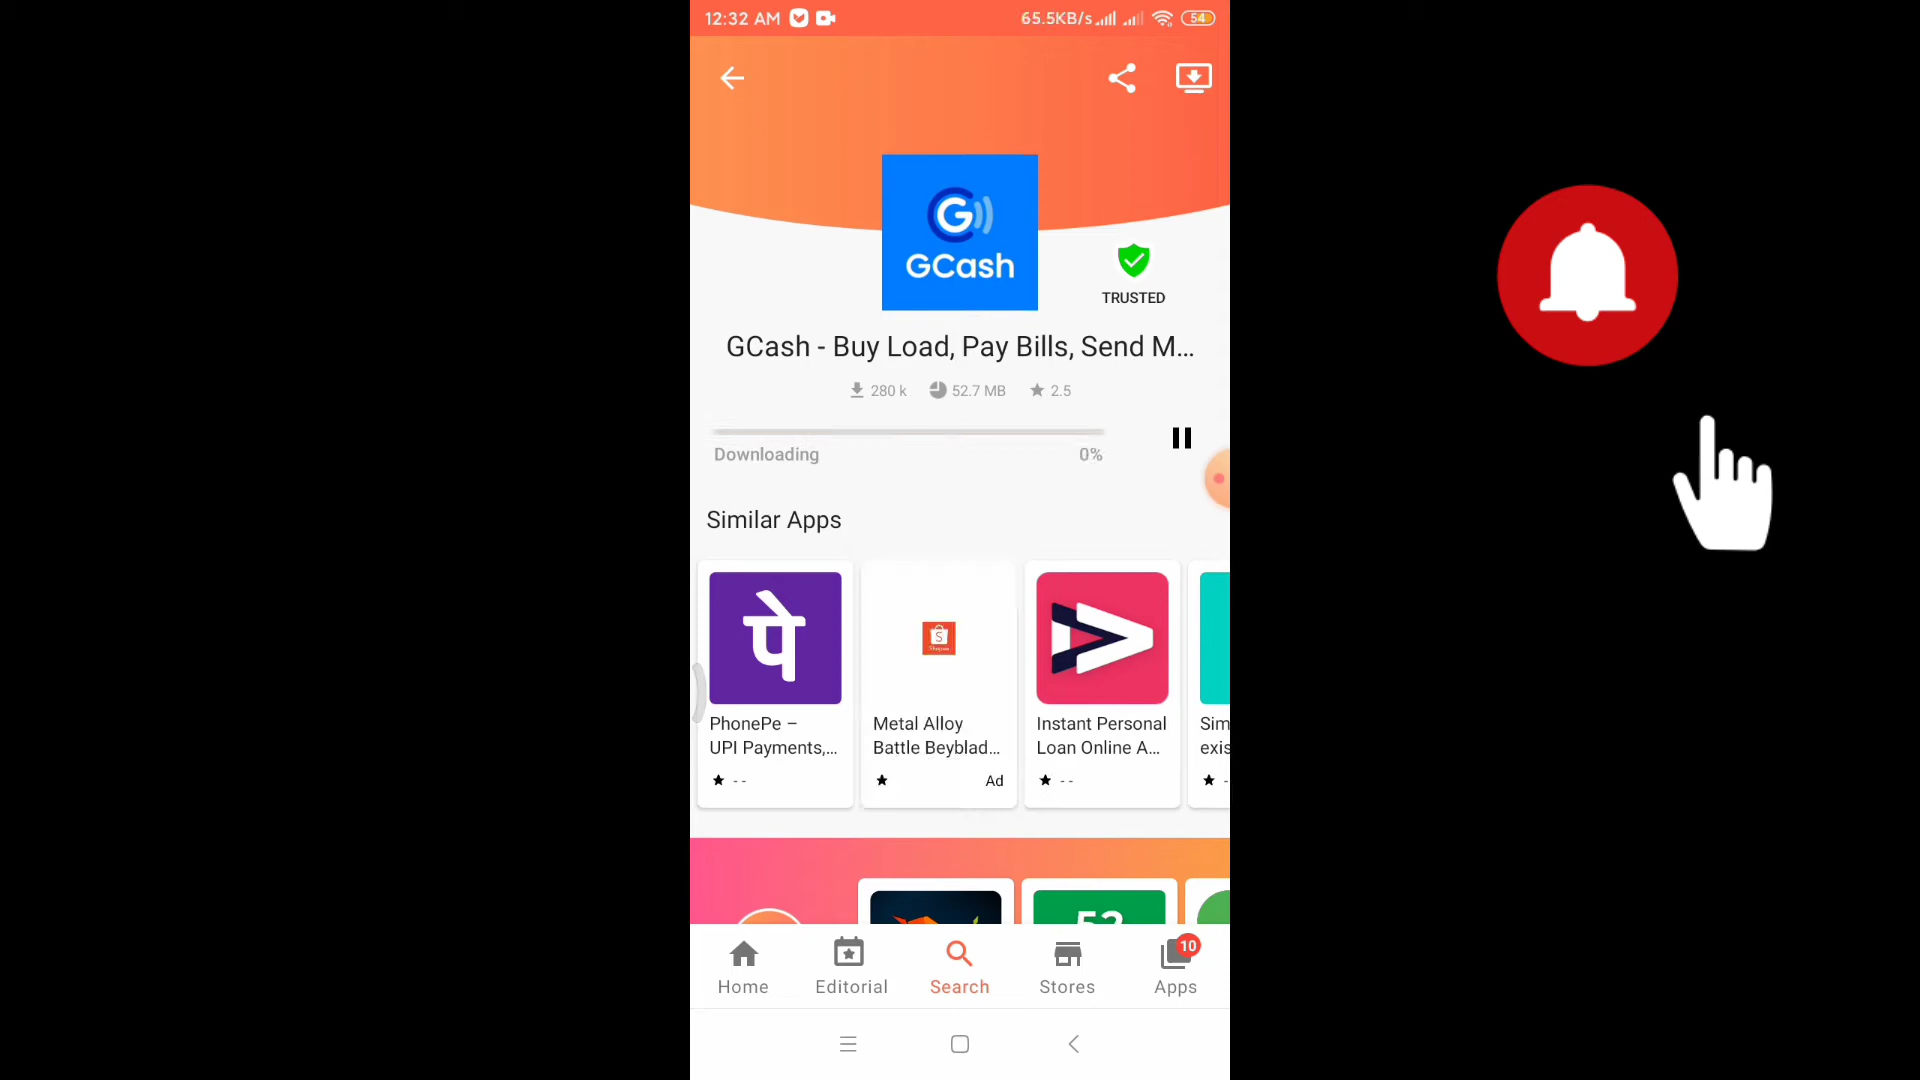 12:32 AM 65.5KB/s 54
GCash
TRUSTED
GCash - Buy Load, Pay Bills, Send M...
280 k 52.7 MB 2.5
Downloading 0%
Similar Apps
पे
S
PhonePe –
UPI Payments,...
- -
Metal Alloy
Battle Beyblad...
Ad
Instant Personal
Loan Online A...
- -
Sim
exis
-
53
10
Home Editorial Search Stores Apps